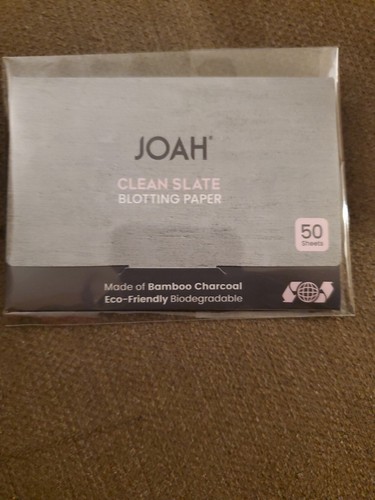 JOAH®
CLEAN SLATE
BLOTTING PAPER
50
Sheets
Made of Bamboo Charcoal
Eco-Friendly Biodegradable